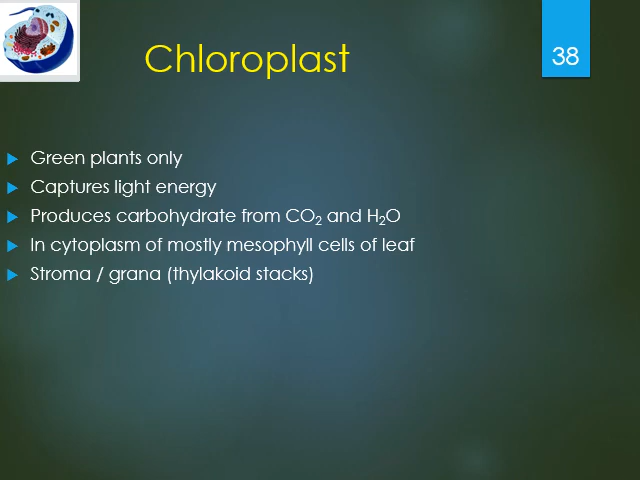 Chloroplast
38
Green plants only
Captures light energy
Produces carbohydrate from CO₂ and H₂O
In cytoplasm of mostly mesophyll cells of leaf
Stroma / grana (thylakoid stacks)